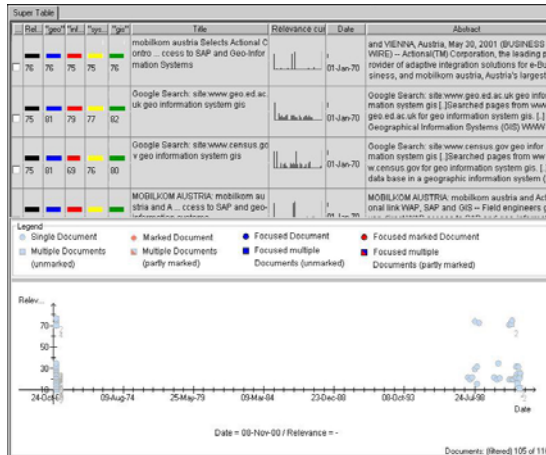 Super Table
... Rel... "geo" "inf... "sys... "gis" Title Relevance cur Date Abstract
mobilkom austria Selects Actional C
ontro ... ccess to SAP and Geo-Infor
mation Systems
76 76 75 75 76
01-Jan-70
and VIENNA, Austria, May 30, 2001 (BUSINESS
WIRE) -- Actional(TM) Corporation, the leading p
rovider of adaptive integration solutions for e-Bu
siness, and mobilkom austria, Austria's largest
Google Search: site:www.geo.ed.ac.
uk geo information system gis
75 81 79 77 82
01-Jan-70
Google Search: site:www.geo.ed.ac.uk geo infor
mation system gis [.]Searched pages from www.
geo.ed.ac.uk for geo information system gis. [.]
Geographical Information Systems (GIS) WWW
Google Search: site:www.census.go
v geo information system gis
75 81 69 76 80
01-Jan-70
Google Search: site:www.census.gov geo infor
mation system gis [.]Searched pages from ww
w.census.gov for geo information system gis. [.]
data base in a geographic information system (
MOBILKOM AUSTRIA: mobilkom au
stria and A ... ccess to SAP and geo-
MOBILKOM AUSTRIA: mobilkom austria and Act
ional link WAP, SAP and GIS -- Field engineers g
Legend
Single Document Marked Document Focused Document Focused marked Document
Multiple Documents Multiple Documents Focused multiple Focused multiple
(unmarked) (partly marked) Documents (unmarked) Documents (partly marked)
Relev...
70
50
30
10
24-Oct-69 09-Aug-74 25-May-79 09-Mar-84 23-Dec-88 08-Oct-93 24-Jul-98
Date
Date = 08-Nov-00 / Relevance = -
Documents: (filtered) 105 of 110